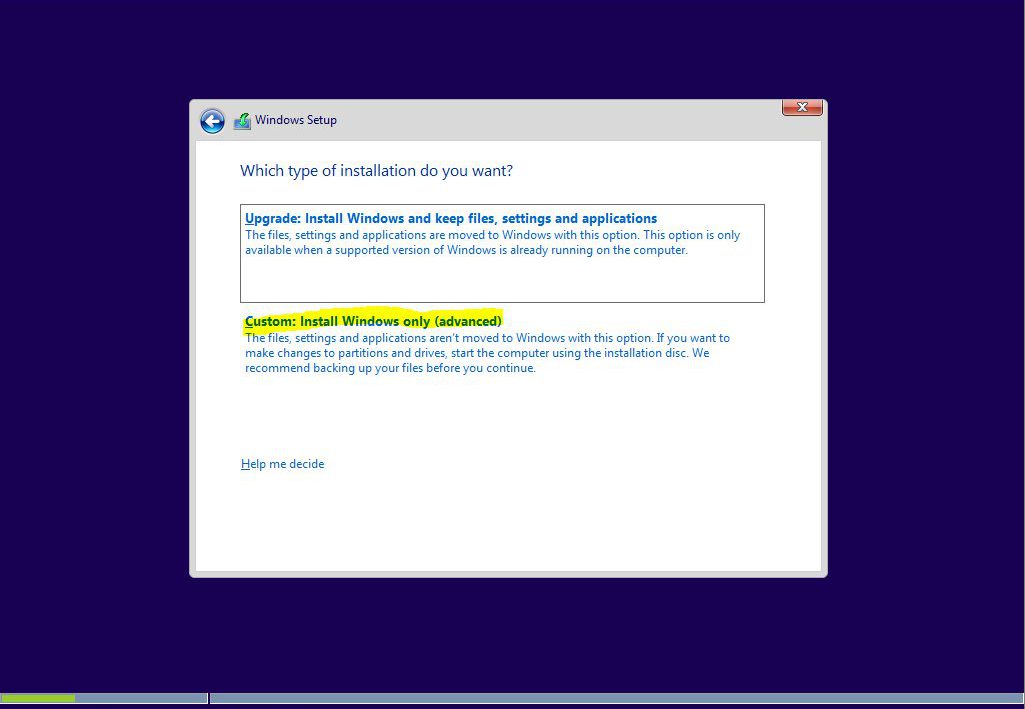 Windows Setup
Which type of installation do you want?
Upgrade: Install Windows and keep files, settings and applications
The files, settings and applications are moved to Windows with this option. This option is only
available when a supported version of Windows is already running on the computer.
Custom: Install Windows only (advanced)
The files, settings and applications aren't moved to Windows with this option. If you want to
make changes to partitions and drives, start the computer using the installation disc. We
recommend backing up your files before you continue.
Help me decide